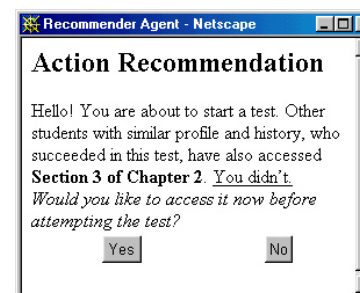 Recommender Agent - Netscape
Action Recommendation
Hello! You are about to start a test. Other
students with similar profile and history, who
succeeded in this test, have also accessed
Section 3 of Chapter 2. You didn't.
Would you like to access it now before
attempting the test?
Yes No